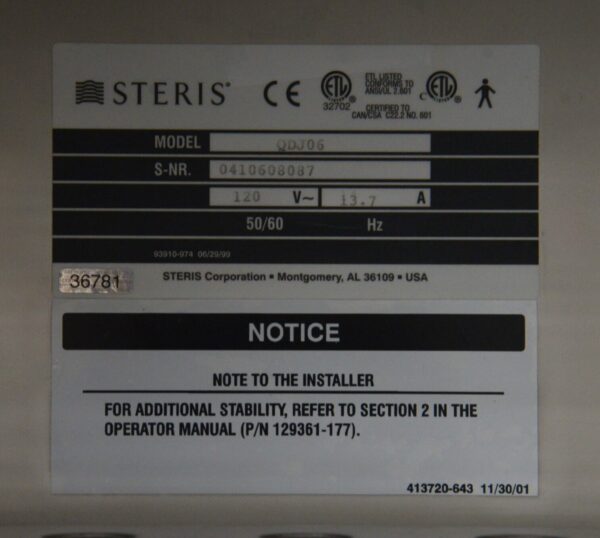 STERIS®
CE
ETL
32702
ETL LISTED
CONFORMS TO
ANSI/UL 2.601
CERTIFIED TO
CAN/CSA C22.2 NO. 601
C ETL
MODEL QDJ06
S-NR. 0410608087
120 V~ 13.7 A
50/60 Hz
93910-974 06/29/99
36781
STERIS Corporation • Montgomery, AL 36109 • USA
NOTICE
NOTE TO THE INSTALLER
FOR ADDITIONAL STABILITY, REFER TO SECTION 2 IN THE
OPERATOR MANUAL (P/N 129361-177).
413720-643 11/30/01